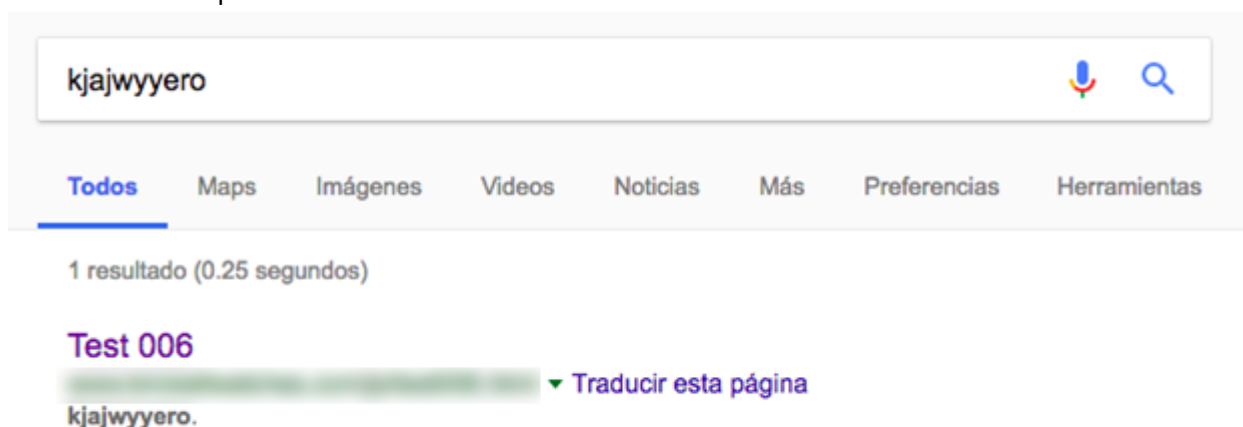 kjajwyyero
Todos Maps Imágenes Videos Noticias Más Preferencias Herramientas
1 resultado (0.25 segundos)
Test 006
Traducir esta página
kjajwyyero.